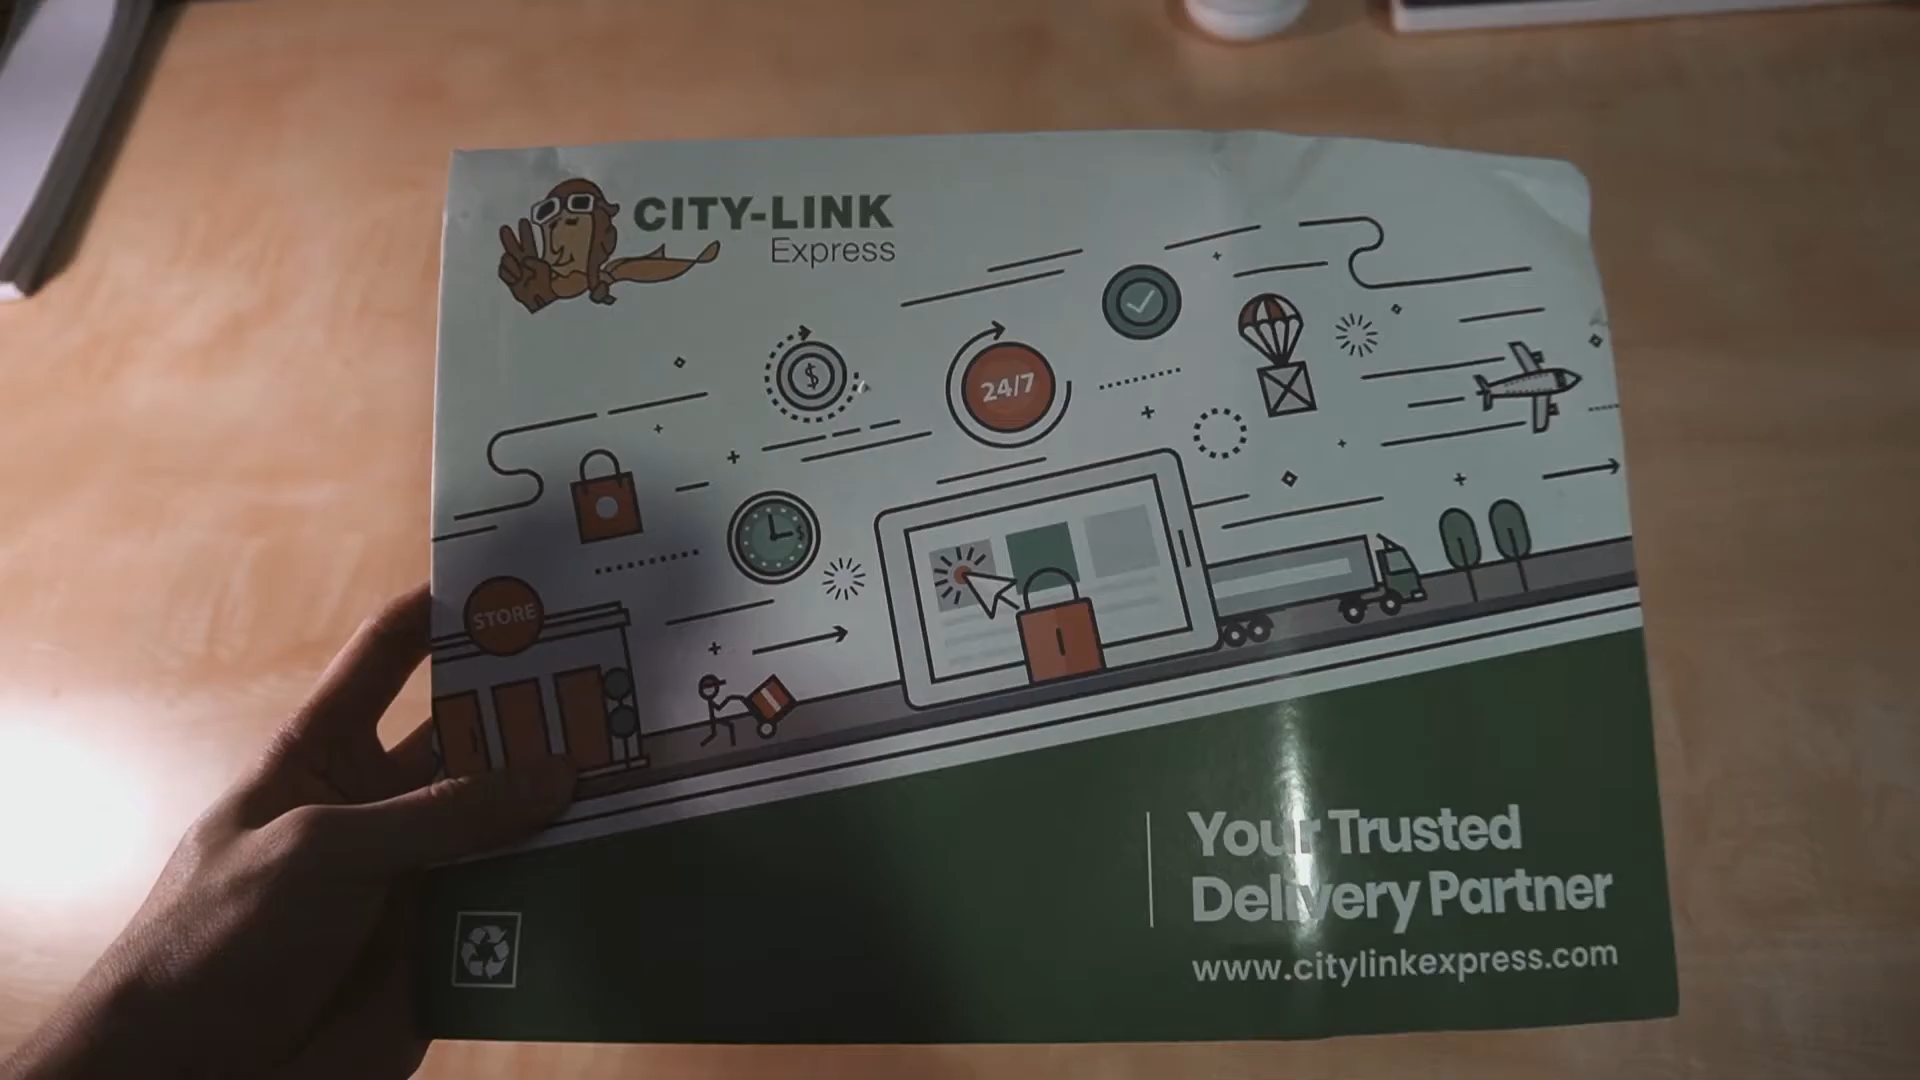 CITY-LINK
Express
$
24/7
STORE
Your Trusted
Delivery Partner
www.citylinkexpress.com